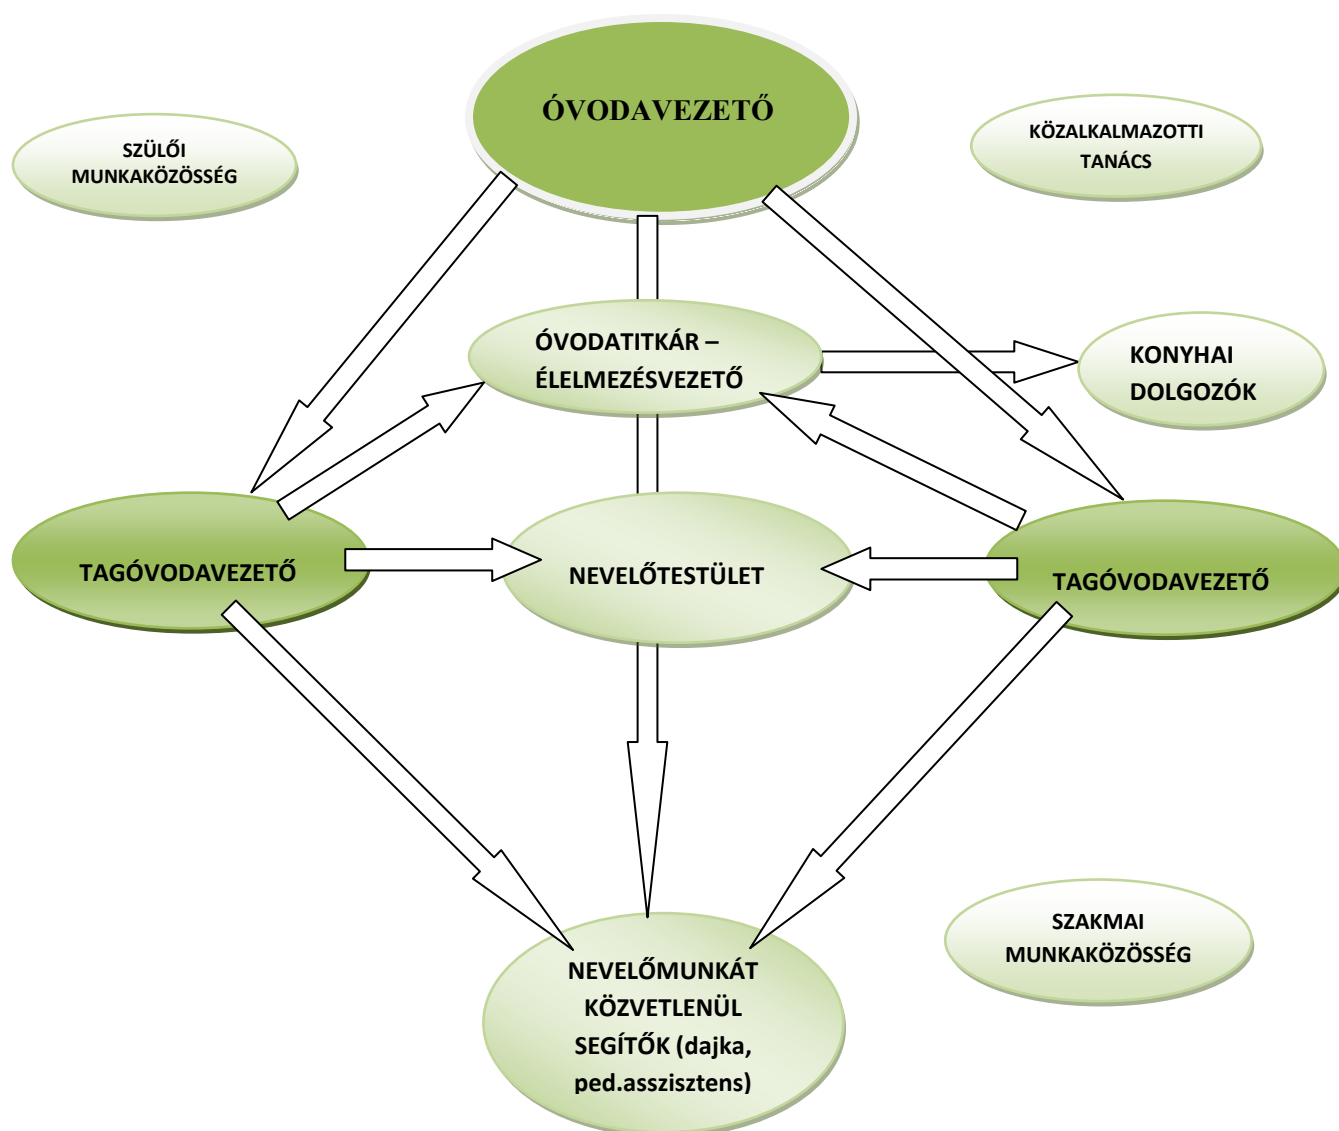 ÓVODAVEZETŐ
SZÜLŐI
MUNKAKÖZÖSSÉG
KÖZALKALMAZOTTI
TANÁCS
ÓVODATITKÁR –
ÉLELMEZÉSVEZETŐ
KONYHAI
DOLGOZÓK
TAGÓVODAVEZETŐ
NEVELŐTESTÜLET
TAGÓVODAVEZETŐ
SZAKMAI
MUNKAKÖZÖSSÉG
NEVELŐMUNKÁT
KÖZVETLENÜL
SEGÍTŐK (dajka,
ped.asszisztens)